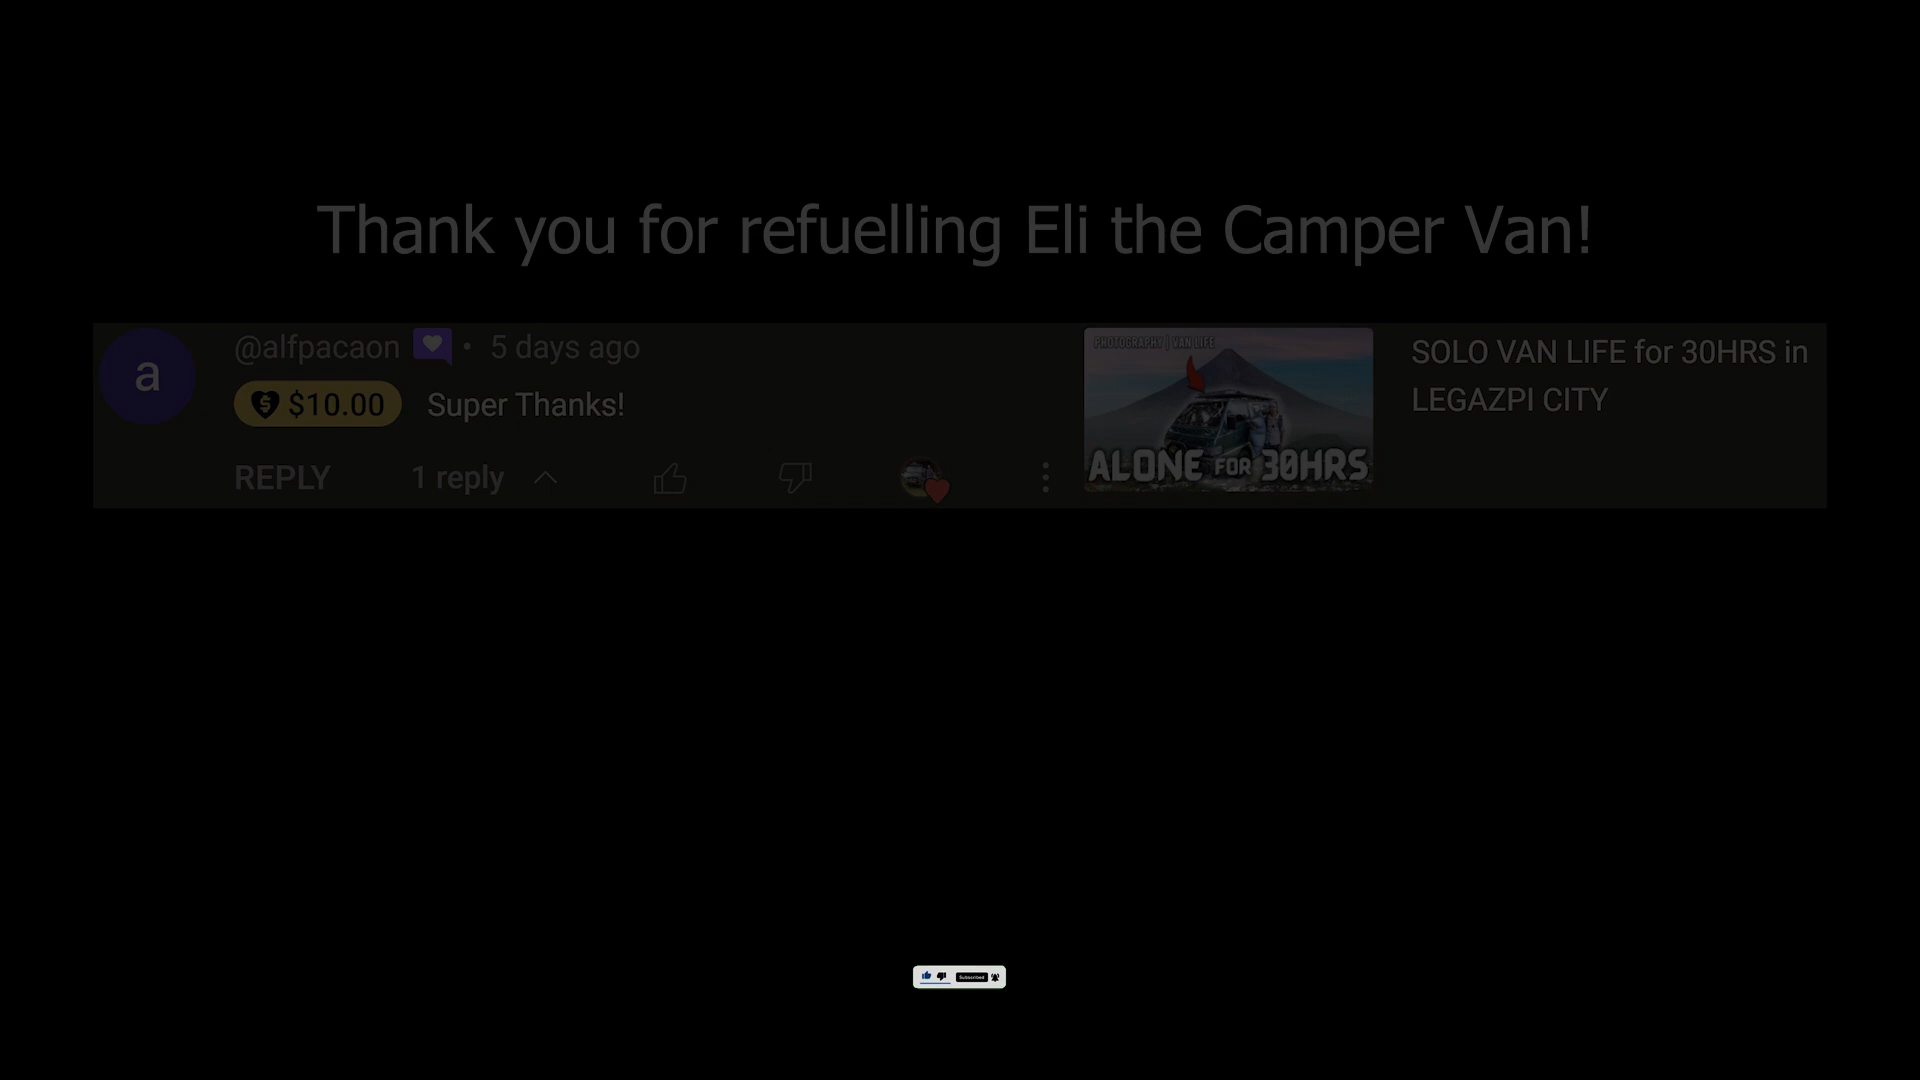 Thank you for refuelling Eli the Camper Van!
a
@alfpacaon • 5 days ago
$10.00 Super Thanks!
REPLY 1 reply
PHOTOGRAPHY | VAN LIFE
ALONE FOR 30HRS
SOLO VAN LIFE for 30HRS in
LEGAZPI CITY
Subscribed